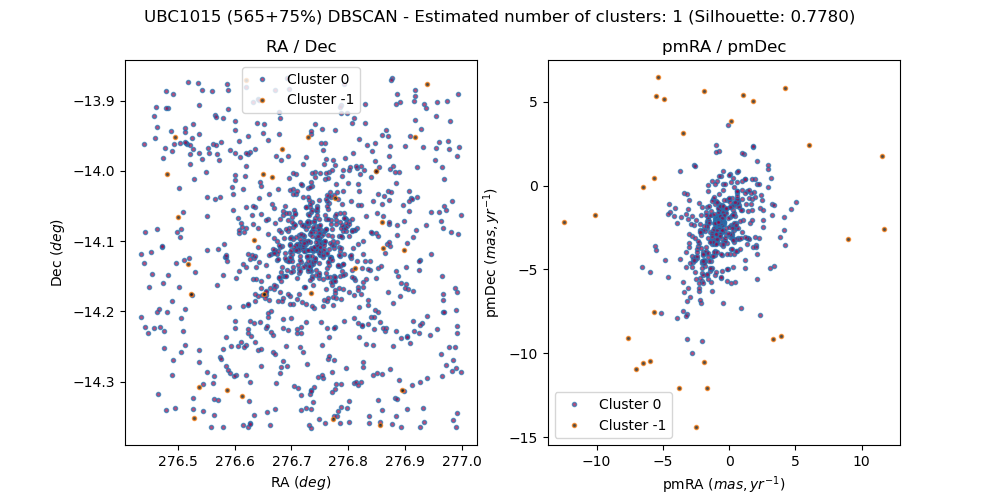 UBC1015 (565+75%) DBSCAN - Estimated number of clusters: 1 (Silhouette: 0.7780)
RA / Dec
Cluster 0
Cluster -1
−13.9
−14.0
−14.1
−14.2
−14.3
Dec (deg)
276.5 276.6 276.7 276.8 276.9 277.0
RA (deg)
pmRA / pmDec
5
0
−5
−10
−15
pmDec (mas, yr⁻¹)
Cluster 0
Cluster -1
−10 −5 0 5 10
pmRA (mas, yr⁻¹)